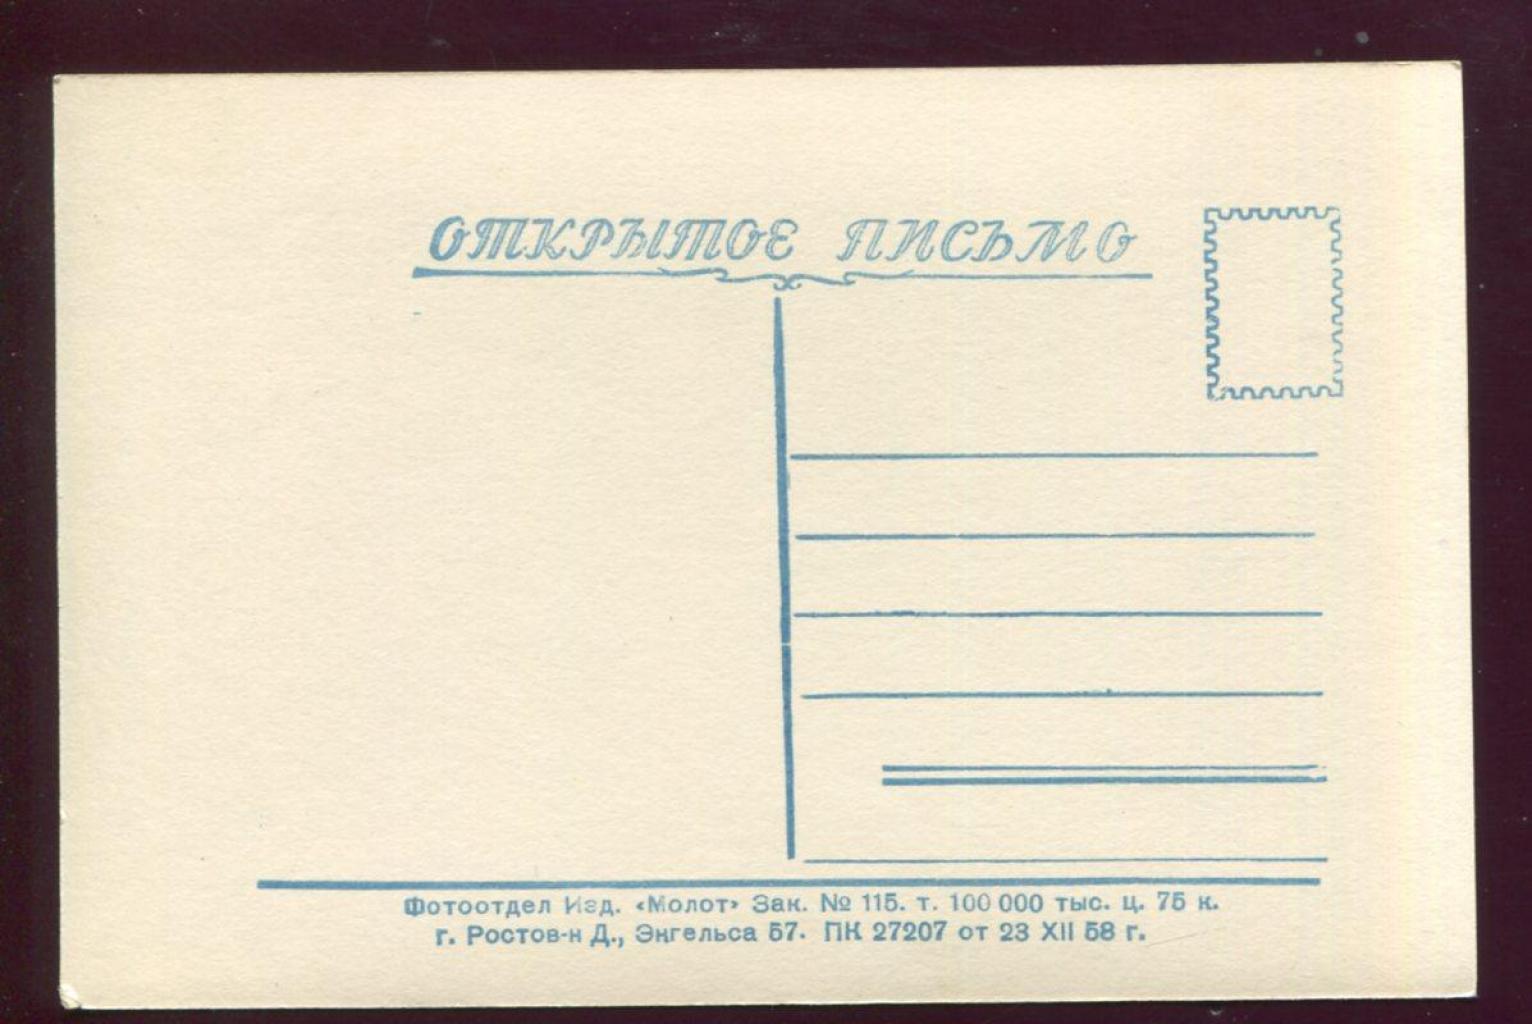 ОТКРЫТОЕ ПИСЬМО
Фотоотдел Изд. «Молот» Зак. № 115. т. 100 000 тыс. ц. 75 к.
г. Ростов-н Д., Энгельса 57. ПК 27207 от 23 XII 58 г.